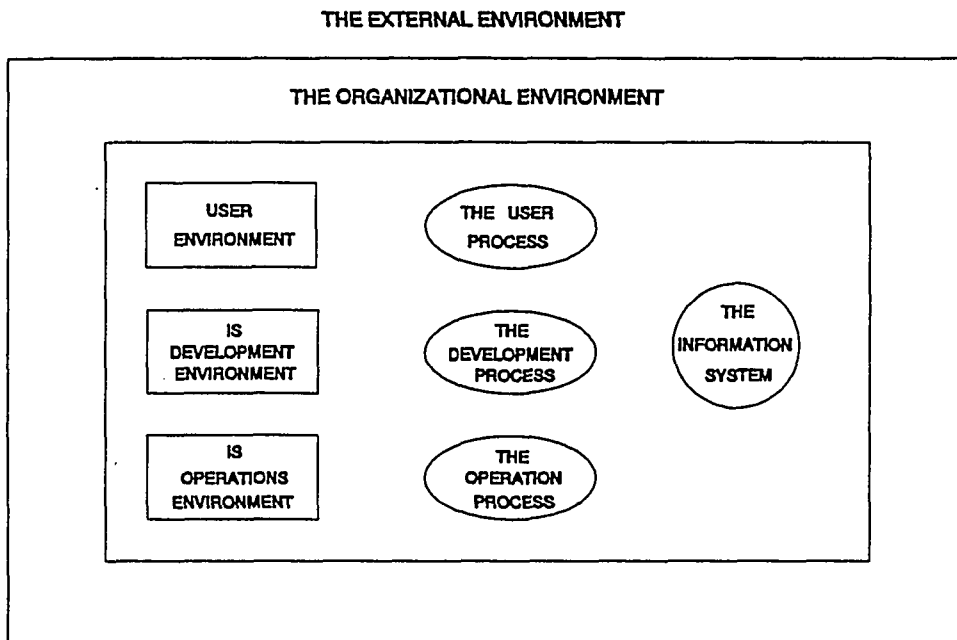 THE EXTERNAL ENVIRONMENT
THE ORGANIZATIONAL ENVIRONMENT
USER
ENVIRONMENT
THE USER
PROCESS
IS
DEVELOPMENT
ENVIRONMENT
THE
DEVELOPMENT
PROCESS
THE
INFORMATION
SYSTEM
IS
OPERATIONS
ENVIRONMENT
THE
OPERATION
PROCESS